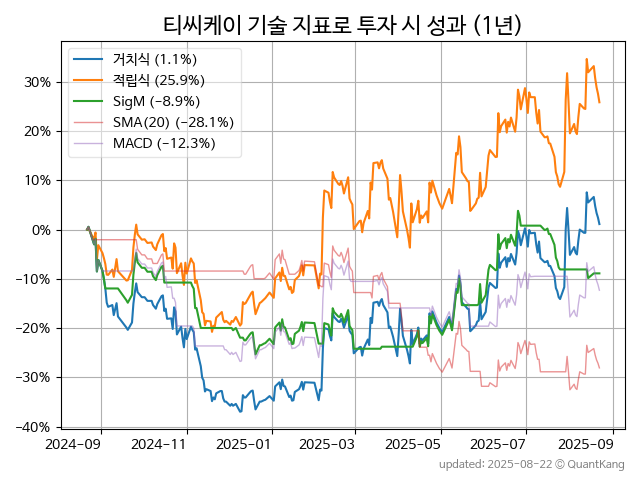 티씨케이 기술 지표로 투자 시 성과 (1년)
거치식 (1.1%)
적립식 (25.9%)
SigM (−8.9%)
SMA(20) (−28.1%)
MACD (−12.3%)
30%
20%
10%
0%
−10%
−20%
−30%
−40%
2024-09 2024-11 2025-01 2025-03 2025-05 2025-07 2025-09
updated: 2025-08-22 © QuantKang